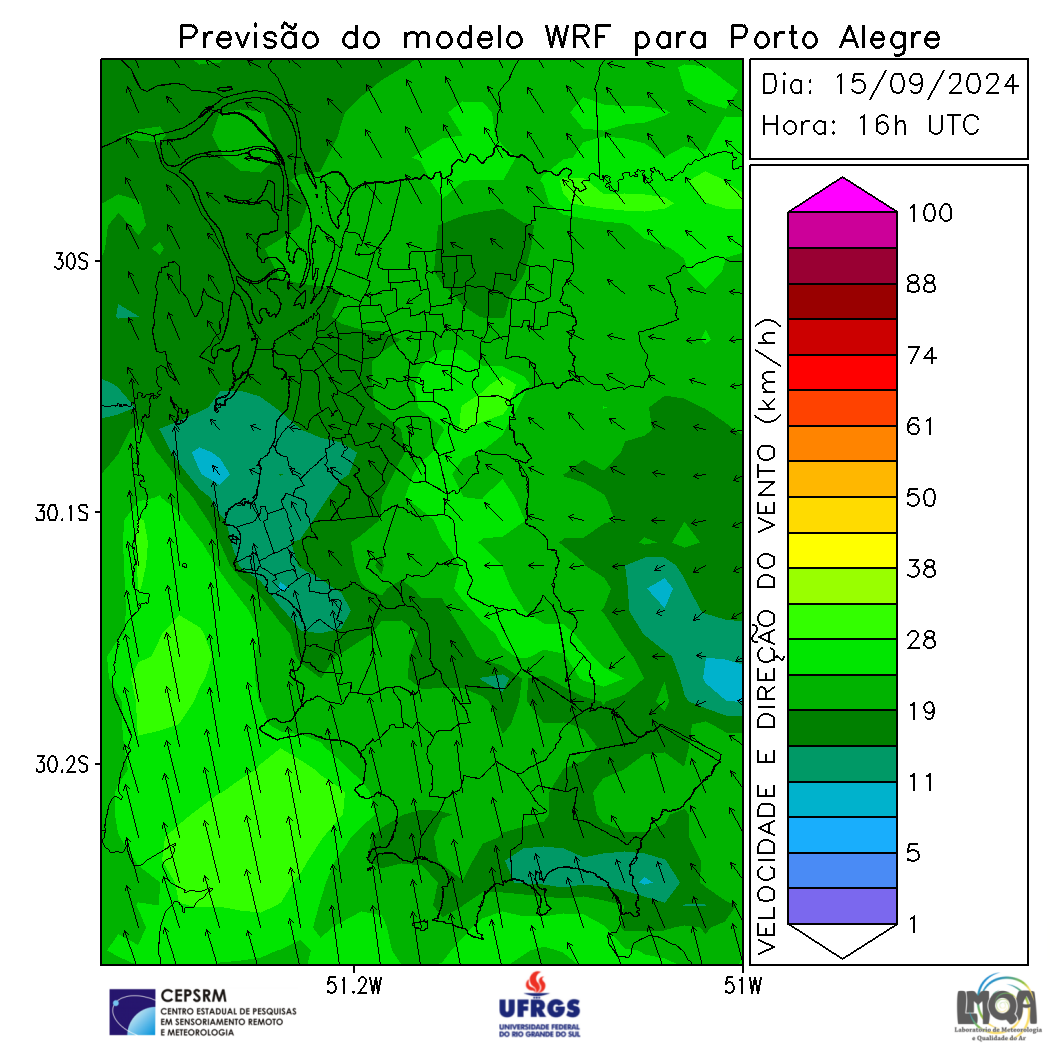 Previsão do modelo WRF para Porto Alegre
Dia: 15/09/2024
Hora: 16h UTC
30S
30.1S
30.2S
51.2W
51W
VELOCIDADE E DIREÇÃO DO VENTO (km/h)
100
88
74
61
50
38
28
19
11
5
1
CEPSRM
CENTRO ESTADUAL DE PESQUISAS
EM SENSORIAMENTO REMOTO
E METEOROLOGIA
UFRGS
UNIVERSIDADE FEDERAL
DO RIO GRANDE DO SUL
LMQA
Laboratório de Meteorologia
e Qualidade do Ar